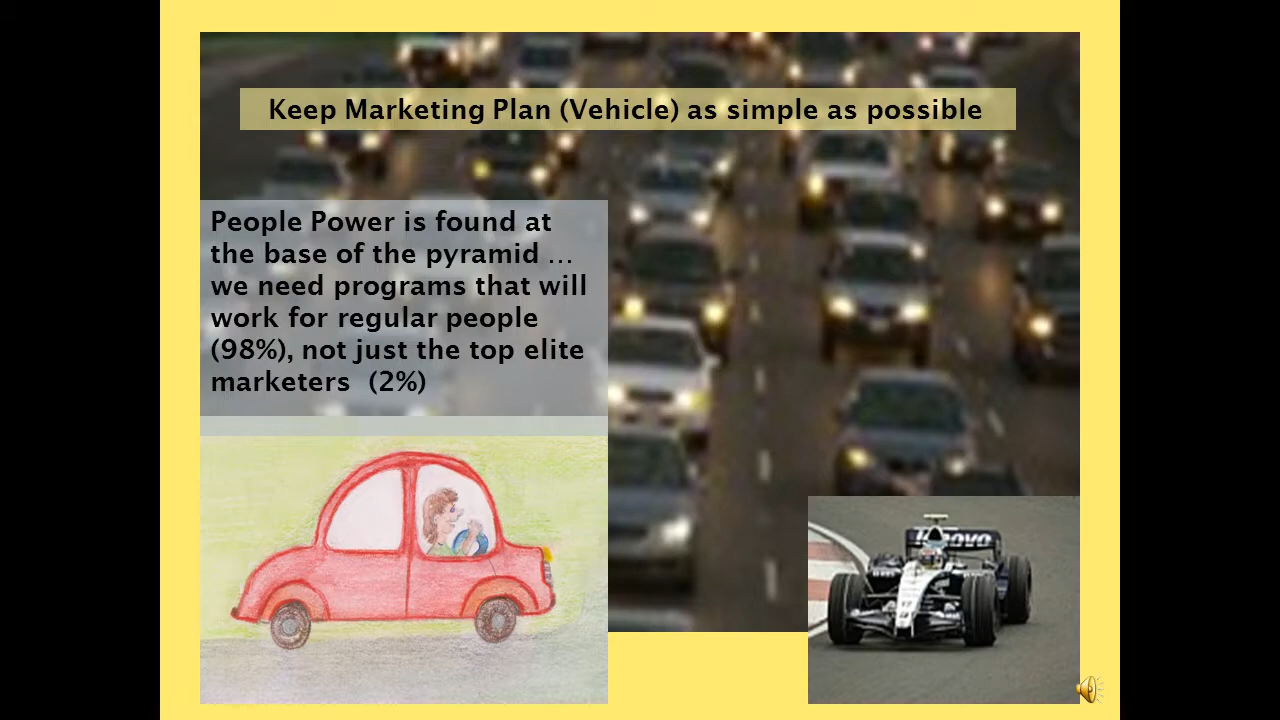 Keep Marketing Plan (Vehicle) as simple as possible
People Power is found at
the base of the pyramid …
we need programs that will
work for regular people
(98%), not just the top elite
marketers (2%)
lenovo